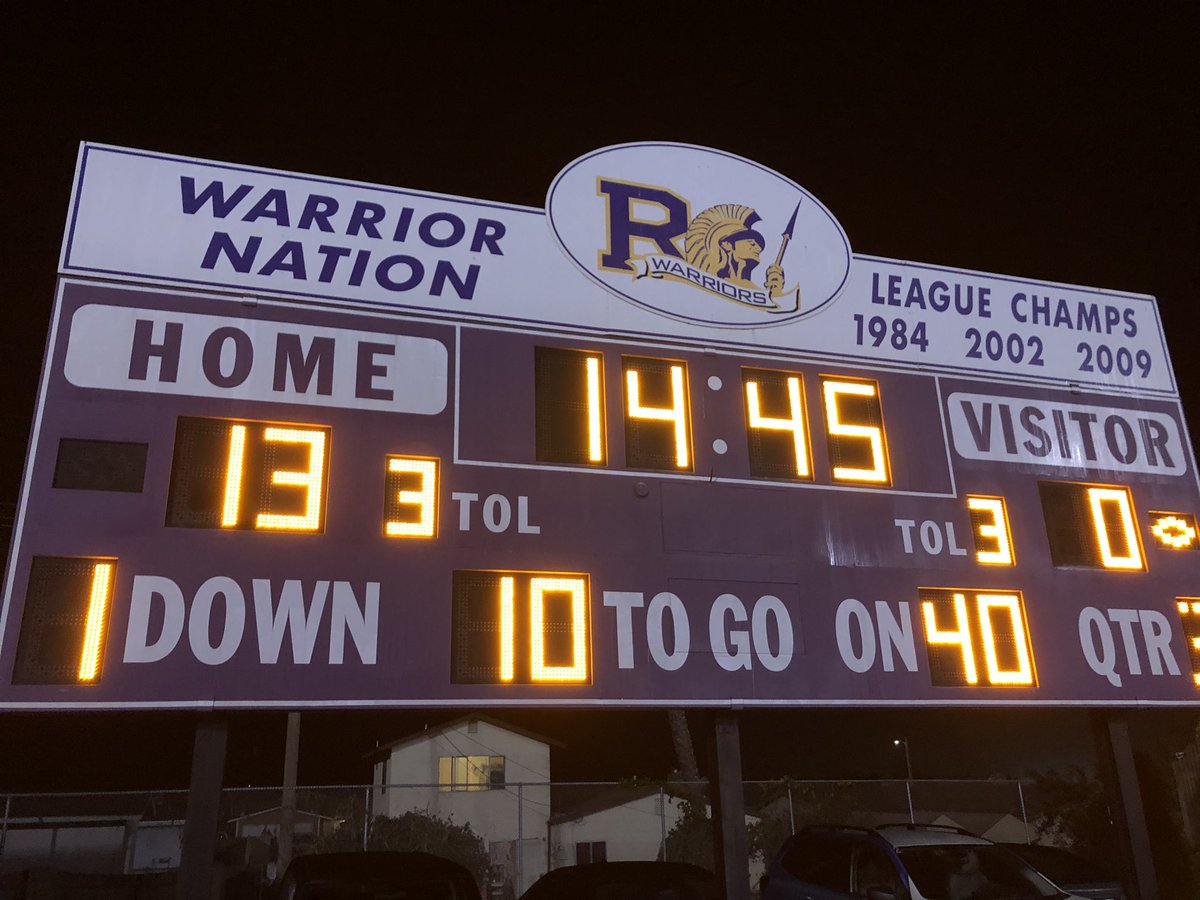 WARRIOR
NATION
R
WARRIORS
LEAGUE CHAMPS
1984 2002 2009
HOME
14:45
VISITOR
13 3 TOL
TOL 3 0
1 DOWN 10 TO GO ON 40 QTR